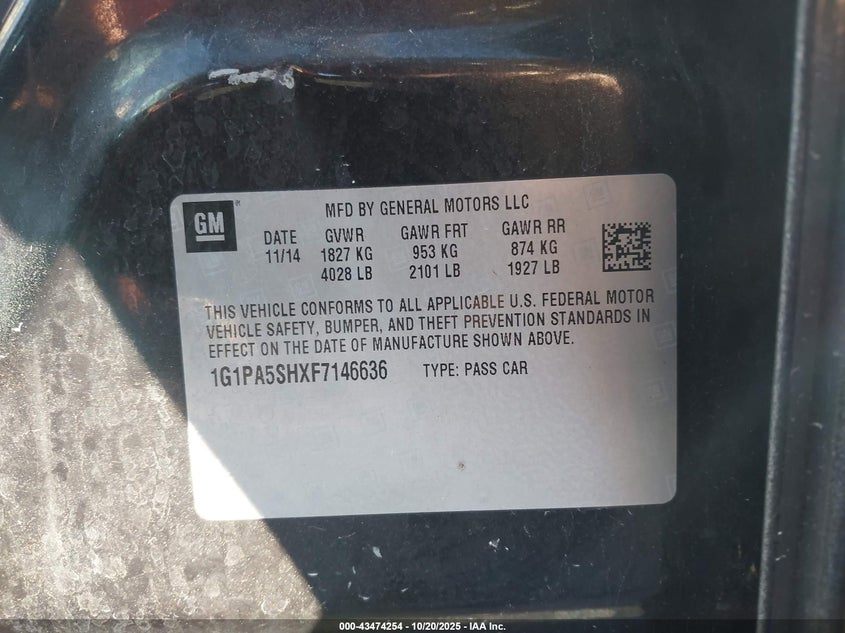 GM
MFD BY GENERAL MOTORS LLC
DATE GVWR GAWR FRT GAWR RR
11/14 1827 KG 953 KG 874 KG
4028 LB 2101 LB 1927 LB
THIS VEHICLE CONFORMS TO ALL APPLICABLE U.S. FEDERAL MOTOR
VEHICLE SAFETY, BUMPER, AND THEFT PREVENTION STANDARDS IN
EFFECT ON THE DATE OF MANUFACTURE SHOWN ABOVE.
1G1PA5SHXF7146636 TYPE: PASS CAR
000-43474254 - 10/20/2025 - IAA Inc.